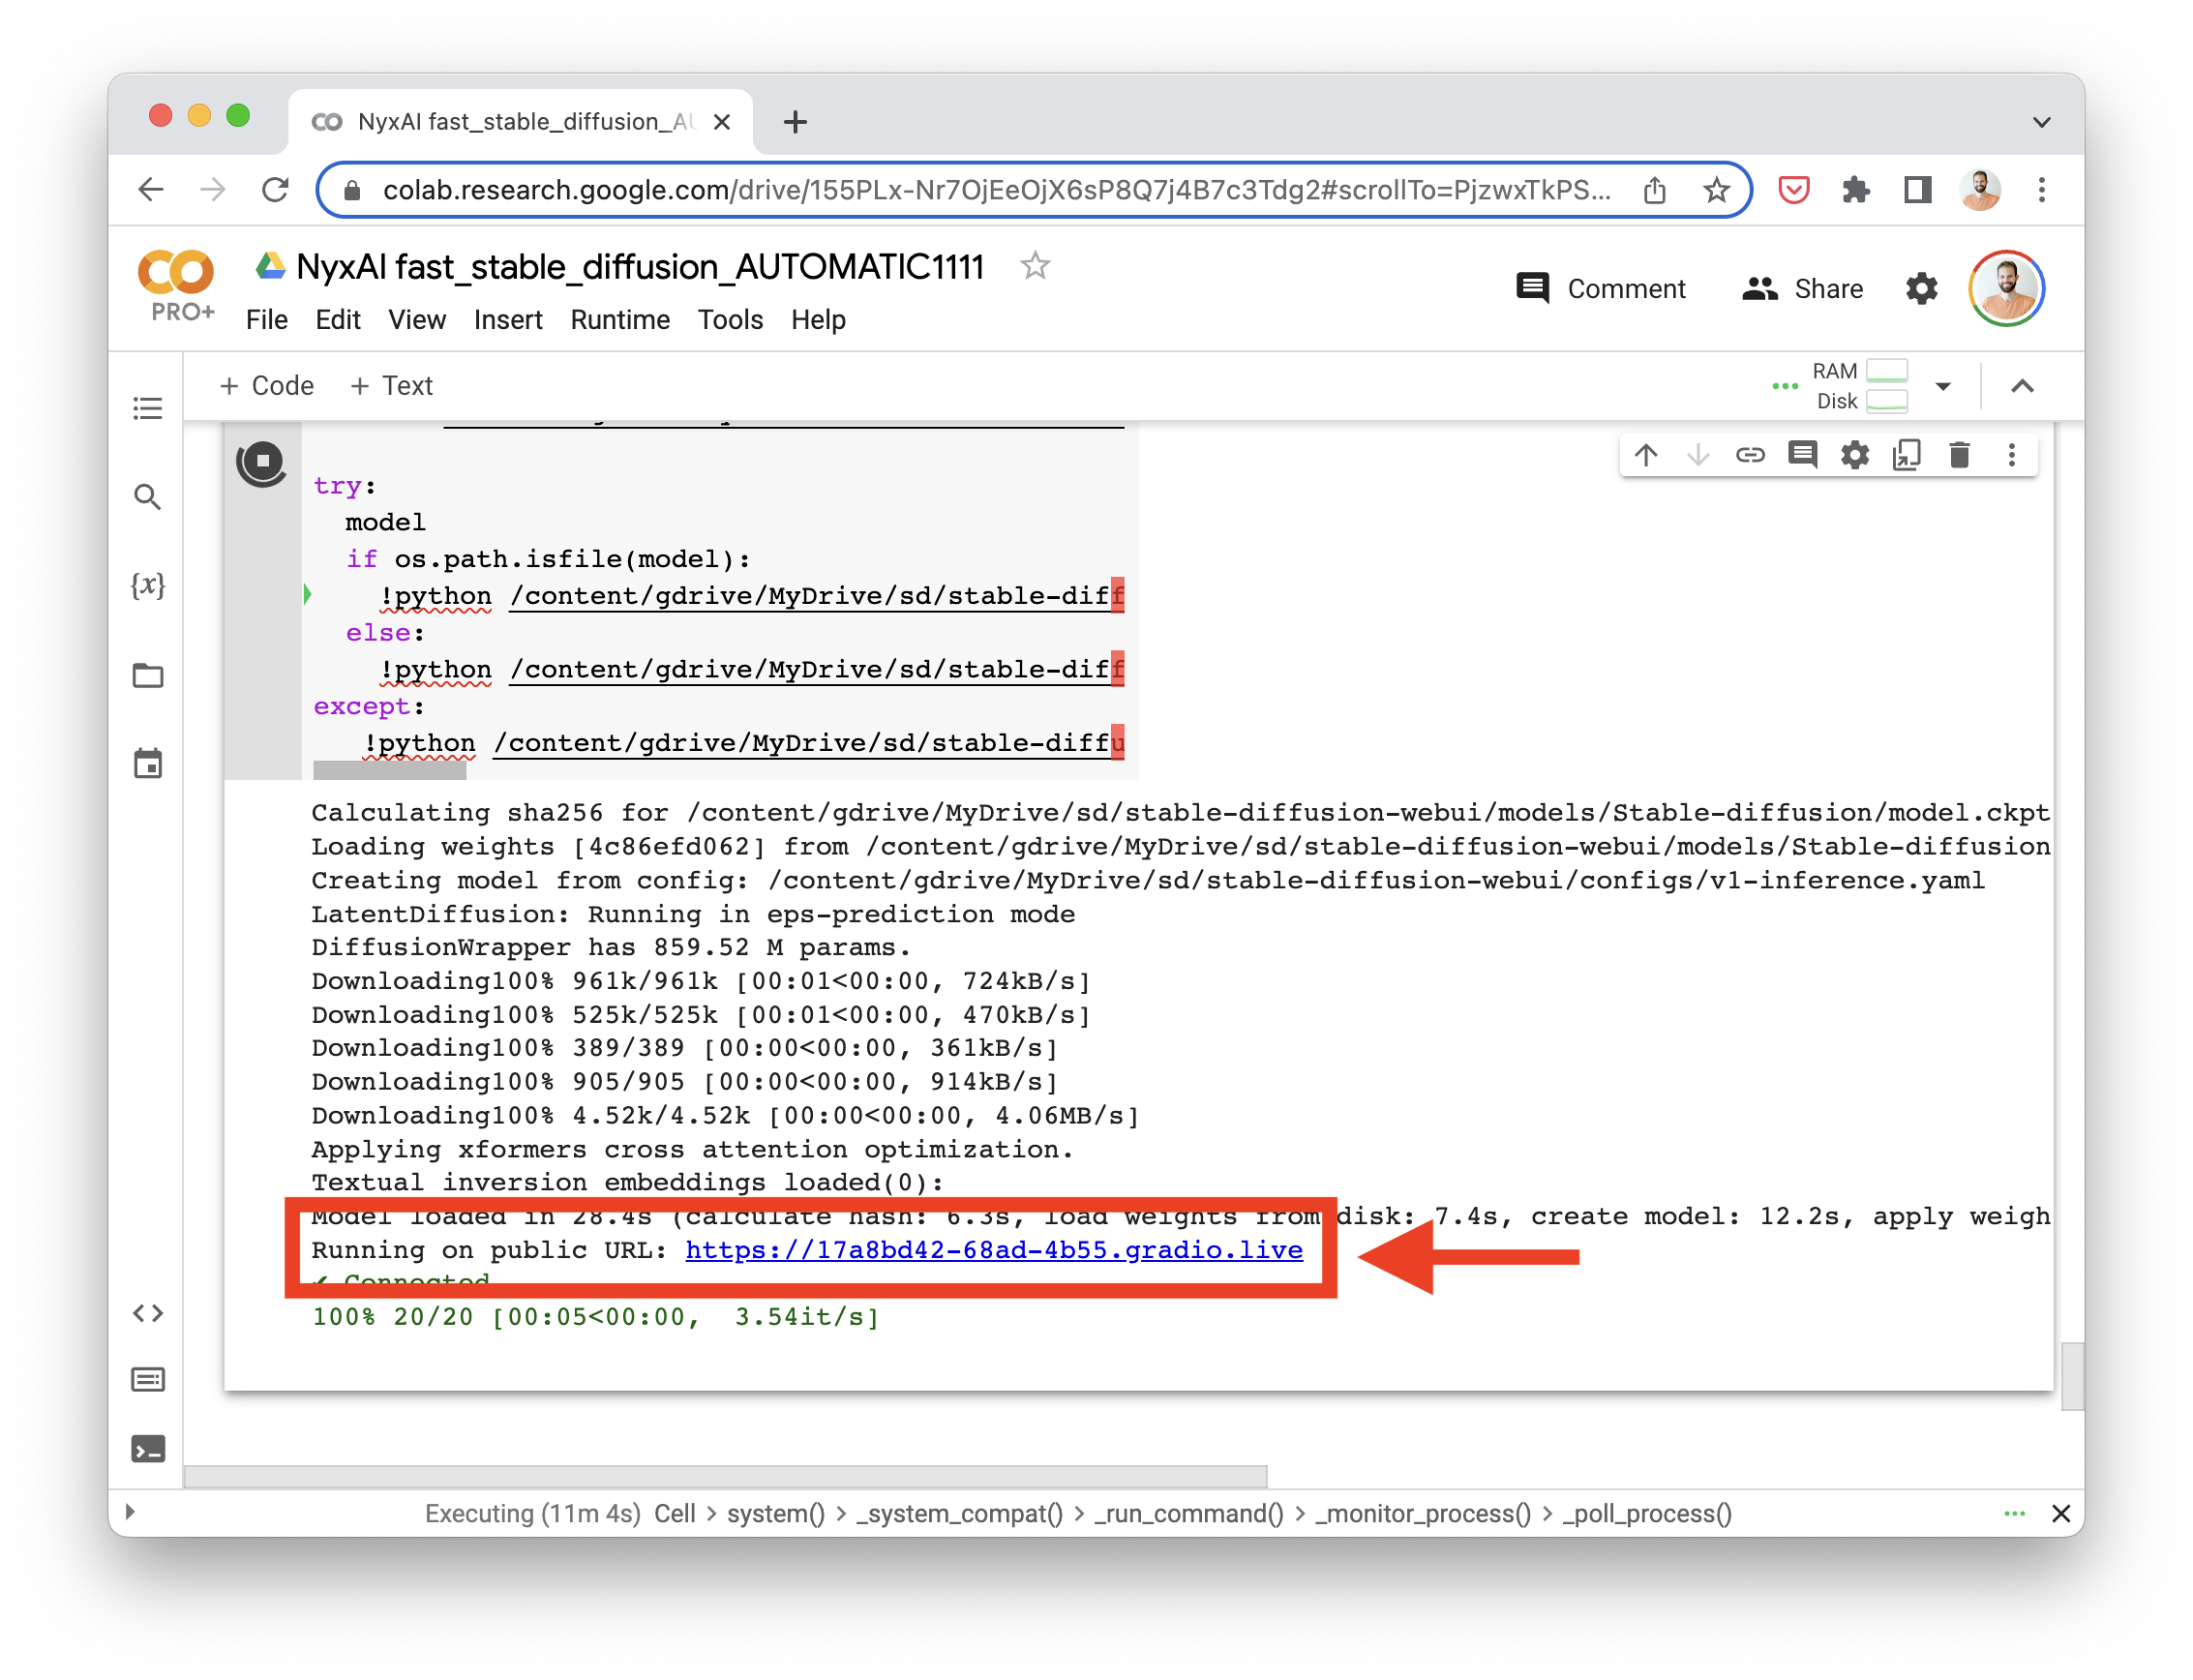 NyxAI fast_stable_diffusion_AU
colab.research.google.com/drive/155PLx-Nr7OjEeOjX6sP8Q7j4B7c3Tdg2#scrollTo=PjzwxTkPS...
NyxAI fast_stable_diffusion_AUTOMATIC1111
PRO+
File Edit View Insert Runtime Tools Help
Comment Share
+ Code + Text
RAM
Disk
try:
model
if os.path.isfile(model):
!python /content/gdrive/MyDrive/sd/stable-diff
else:
!python /content/gdrive/MyDrive/sd/stable-diff
except:
!python /content/gdrive/MyDrive/sd/stable-diffu
{x}
Calculating sha256 for /content/gdrive/MyDrive/sd/stable-diffusion-webui/models/Stable-diffusion/model.ckpt
Loading weights [4c86efd062] from /content/gdrive/MyDrive/sd/stable-diffusion-webui/models/Stable-diffusion
Creating model from config: /content/gdrive/MyDrive/sd/stable-diffusion-webui/configs/v1-inference.yaml
LatentDiffusion: Running in eps-prediction mode
DiffusionWrapper has 859.52 M params.
Downloading100% 961k/961k [00:01<00:00, 724kB/s]
Downloading100% 525k/525k [00:01<00:00, 470kB/s]
Downloading100% 389/389 [00:00<00:00, 361kB/s]
Downloading100% 905/905 [00:00<00:00, 914kB/s]
Downloading100% 4.52k/4.52k [00:00<00:00, 4.06MB/s]
Applying xformers cross attention optimization.
Textual inversion embeddings loaded(0):
Model loaded in 28.4s (calculate hash: 6.3s, load weights from disk: 7.4s, create model: 12.2s, apply weigh
Running on public URL: https://17a8bd42-68ad-4b55.gradio.live
✔ Connected
100% 20/20 [00:05<00:00, 3.54it/s]
Executing (11m 4s) Cell > system() > _system_compat() > _run_command() > _monitor_process() > _poll_process()